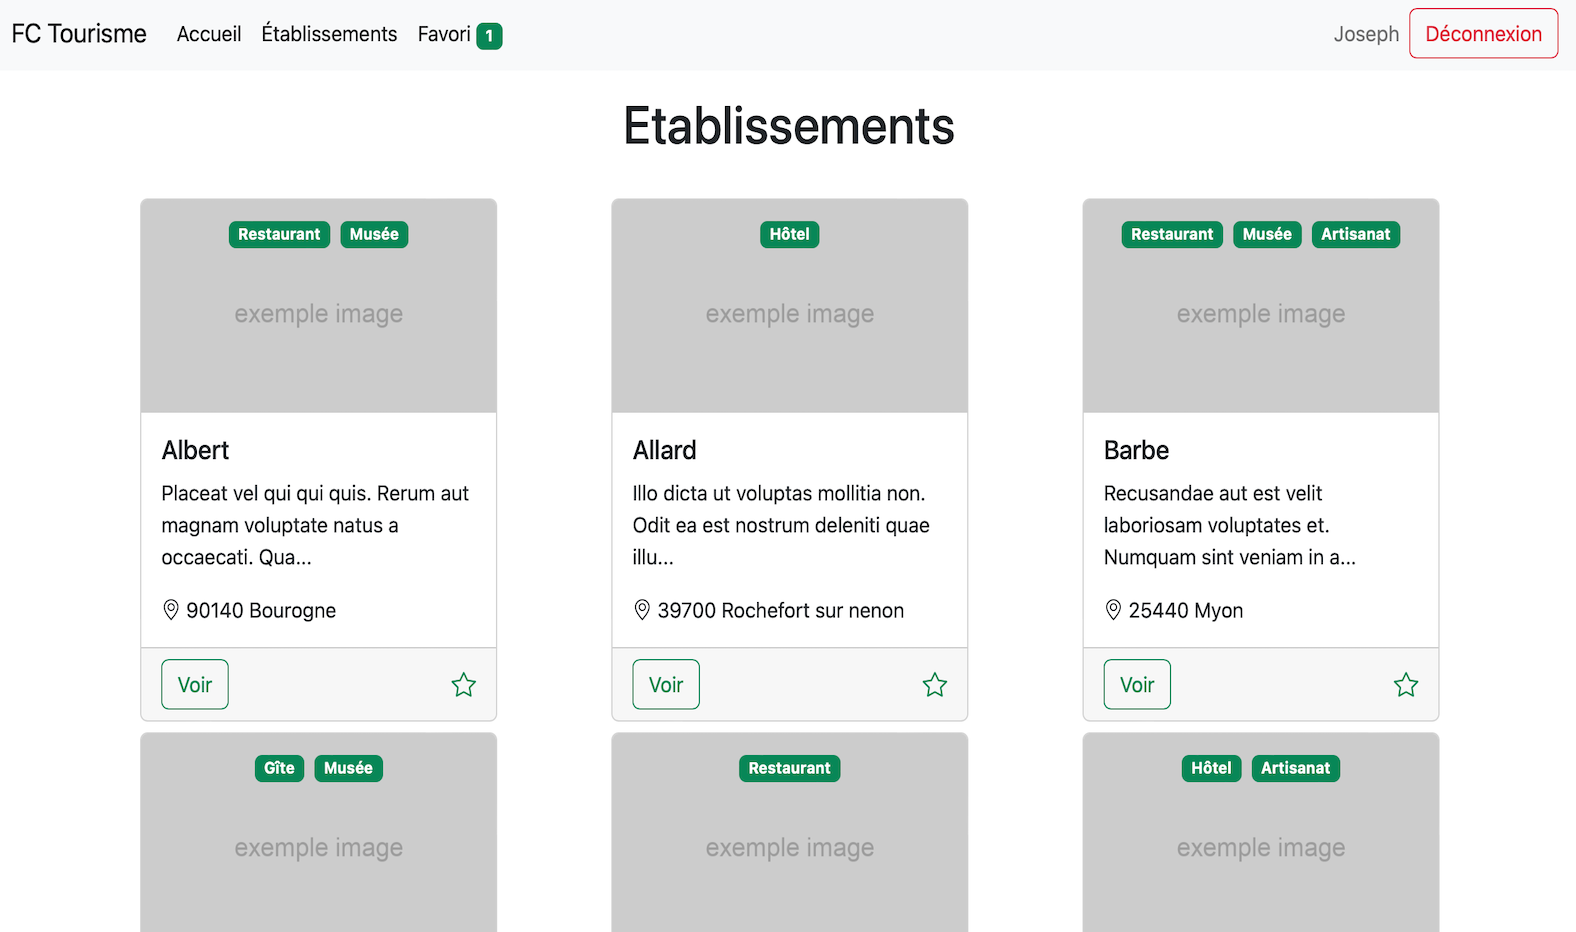 FC Tourisme Accueil Établissements Favori 1 Joseph Déconnexion
Etablissements
Restaurant Musée
exemple image
Albert
Placeat vel qui qui quis. Rerum aut
magnam voluptate natus a
occaecati. Qua...
90140 Bourogne
Voir
Hôtel
exemple image
Allard
Illo dicta ut voluptas mollitia non.
Odit ea est nostrum deleniti quae
illu...
39700 Rochefort sur nenon
Voir
Restaurant Musée Artisanat
exemple image
Barbe
Recusandae aut est velit
laboriosam voluptates et.
Numquam sint veniam in a...
25440 Myon
Voir
Gîte Musée
exemple image
Restaurant
exemple image
Hôtel Artisanat
exemple image